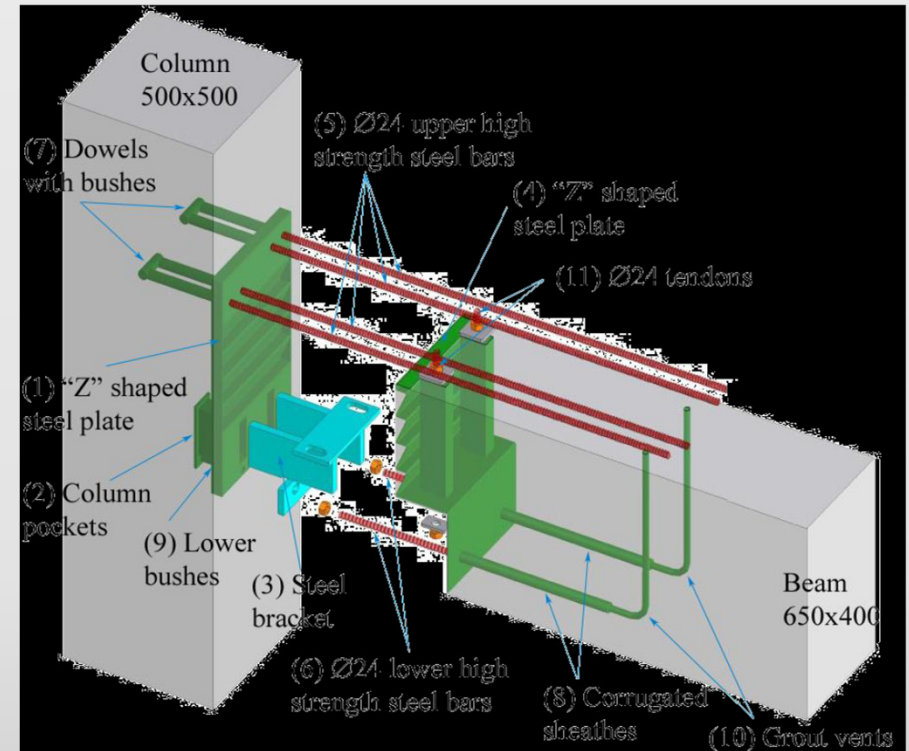 Column
500x500
(7) Dowels
with bushes
(5) Ø24 upper high
strength steel bars
(4) “Z” shaped
steel plate
(11) Ø24 tendons
(1) “Z” shaped
steel plate
(2) Column
pockets
(9) Lower
bushes
(3) Steel
bracket
(6) Ø24 lower high
strength steel bars
(8) Corrugated
sheathes
(10) Grout vents
Beam
650x400